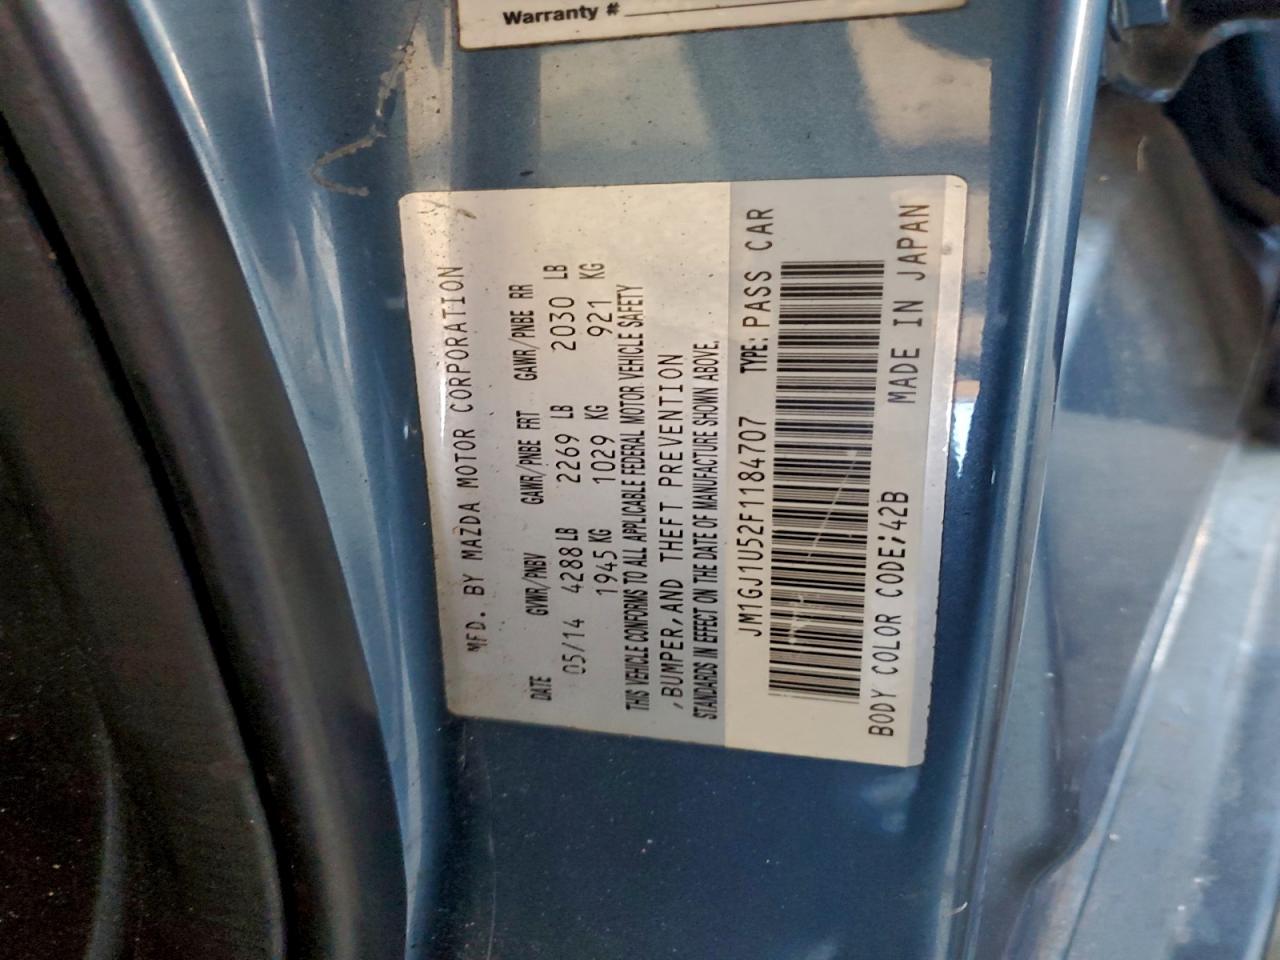 Warranty #
MFD. BY MAZDA MOTOR CORPORATION
DATE GVWR/PNBV GAWR/PNBE FRT GAWR/PNBE RR
05/14 4288 LB 2269 LB 2030 LB
1945 KG 1029 KG 921 KG
THIS VEHICLE CONFORMS TO ALL APPLICABLE FEDERAL MOTOR VEHICLE SAFETY
,BUMPER,AND THEFT PREVENTION
STANDARDS IN EFFECT ON THE DATE OF MANUFACTURE SHOWN ABOVE.
JM1GJ1U52F1184707 TYPE: PASS CAR
BODY COLOR CODE;42B MADE IN JAPAN